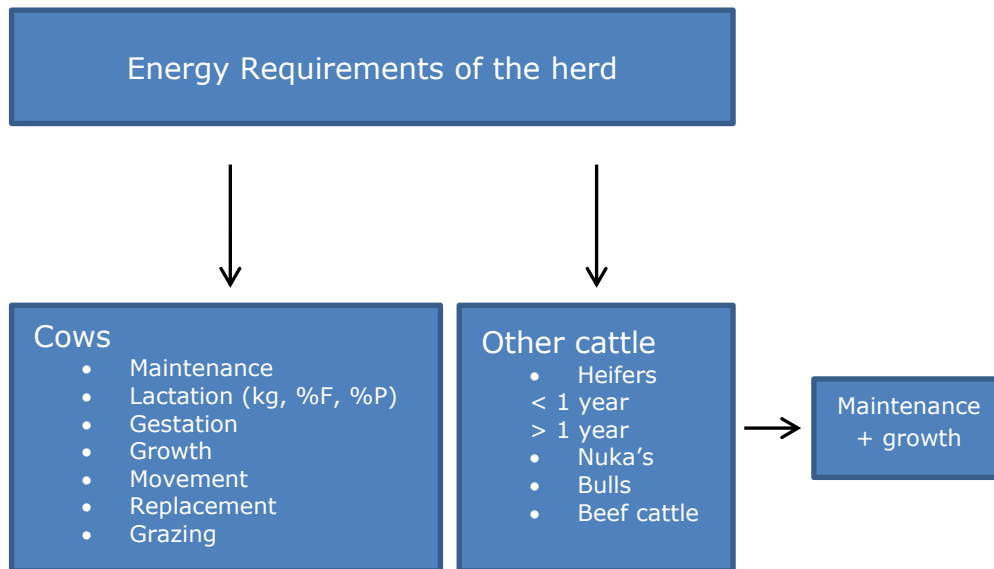 Energy Requirements of the herd
Cows
• Maintenance
• Lactation (kg, %F, %P)
• Gestation
• Growth
• Movement
• Replacement
• Grazing
Other cattle
• Heifers
< 1 year
> 1 year
• Nuka's
• Bulls
• Beef cattle
Maintenance
+ growth